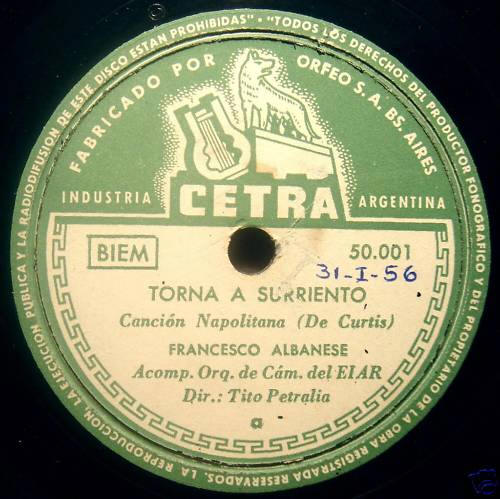 LA EJECUCION PUBLICA Y LA RADIODIFUSION DE ESTE DISCO ESTAN PROHIBIDAS" • "TODOS LOS DERECHOS DEL PRODUCTOR FONOGRAFICO Y DEL PROPIETARIO DE LA OBRA REGISTRADA RESERVADOS. LA REPRODUCCION,
FABRICADO POR ORFEO S. A. BS. AIRES
INDUSTRIA ARGENTINA
CETRA
BIEM
50.001
31-I-56
TORNA A SURRIENTO
Canción Napolitana (De Curtis)
FRANCESCO ALBANESE
Acomp. Orq. de Cám. del EIAR
Dir.: Tito Petralia
a